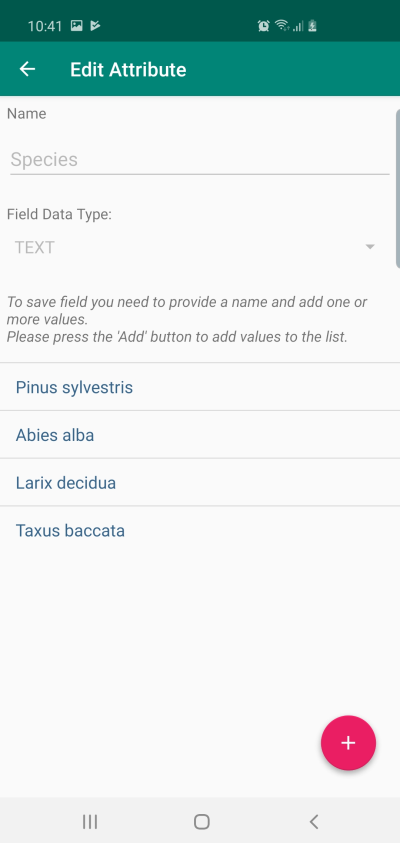 10:41
Edit Attribute
Name
Species
Field Data Type:
TEXT
To save field you need to provide a name and add one or
more values.
Please press the 'Add' button to add values to the list.
Pinus sylvestris
Abies alba
Larix decidua
Taxus baccata